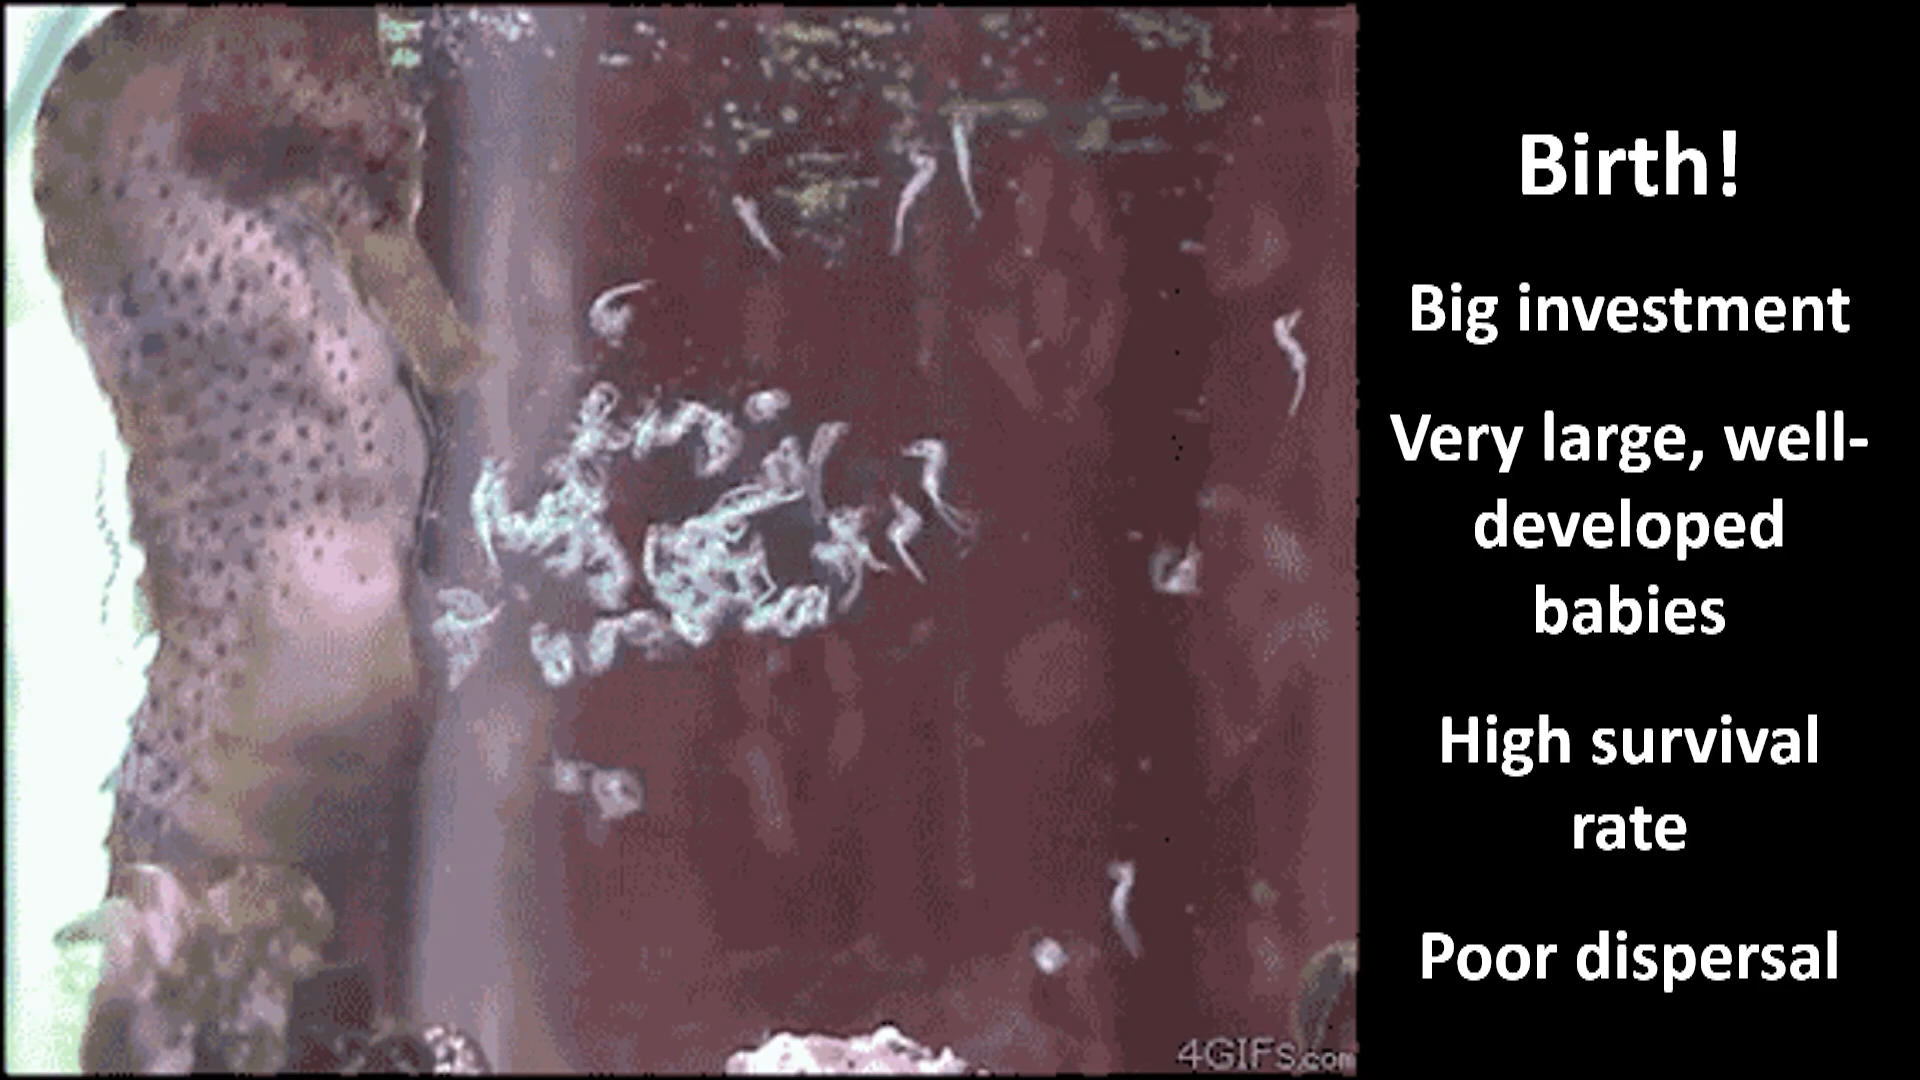 Birth!
Big investment
Very large, well-
developed
babies
High survival
rate
Poor dispersal
4GIFs.com